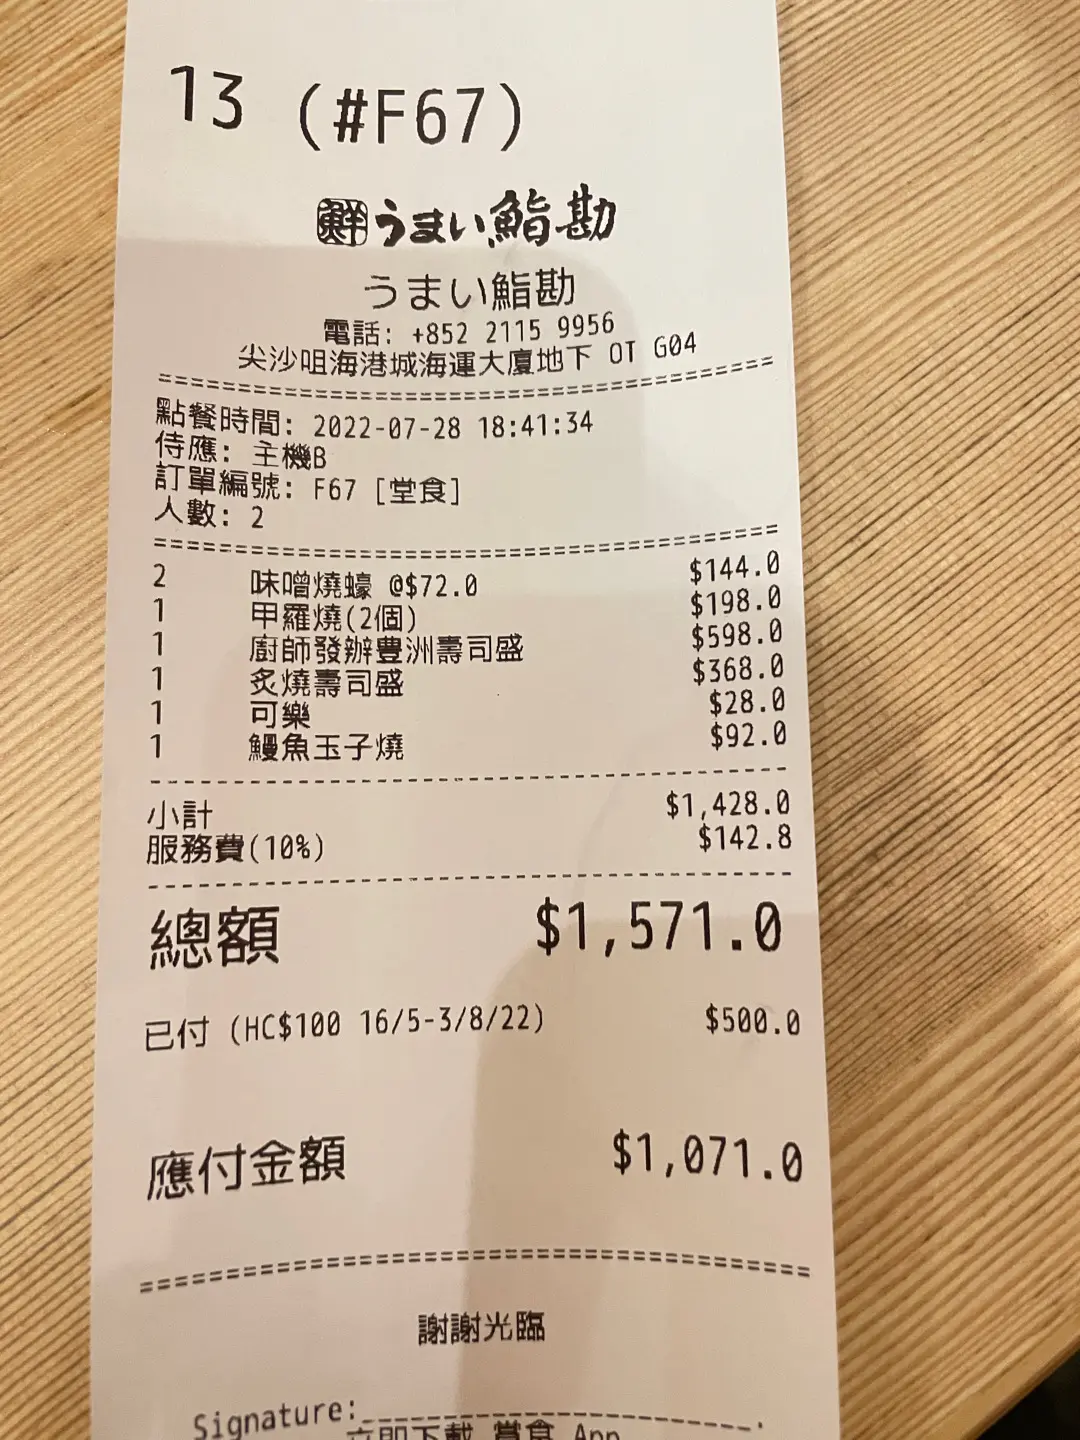 13 (#F67)
鮮 うまい鮨勘
うまい鮨勘
電話: +852 2115 9956
尖沙咀海港城海運大廈地下 OT G04
點餐時間: 2022-07-28 18:41:34
侍應: 主機B
訂單編號: F67 [堂食]
人數: 2
2 味噌燒蠔 @$72.0 $144.0
1 甲羅燒(2個) $198.0
1 廚師發辦豊洲壽司盛 $598.0
1 炙燒壽司盛 $368.0
1 可樂 $28.0
1 鰻魚玉子燒 $92.0
小計 $1,428.0
服務費(10%) $142.8
總額 $1,571.0
已付 (HC$100 16/5-3/8/22) $500.0
應付金額 $1,071.0
謝謝光臨
Signature:
立即下載 嘗食 App